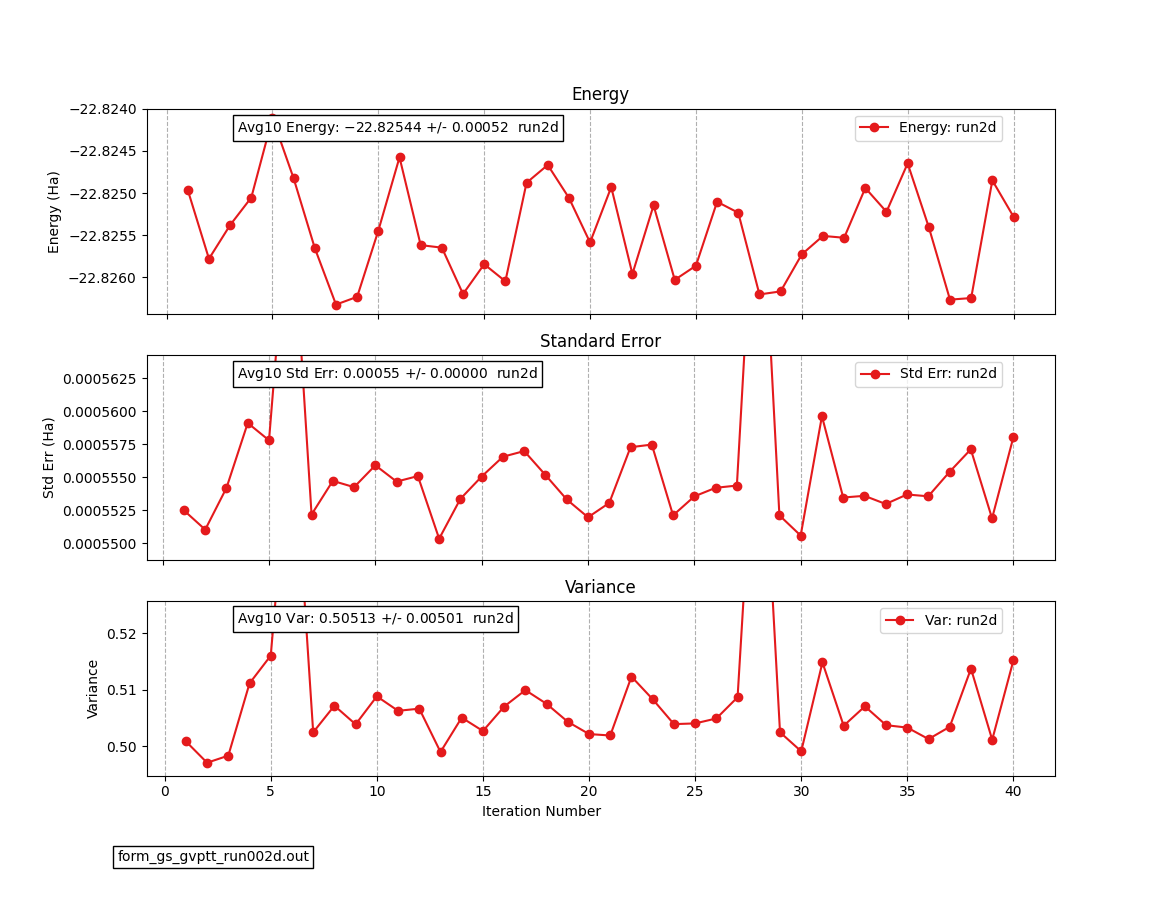 Energy
Avg10 Energy: −22.82544 +/- 0.00052 run2d
Energy: run2d
Energy (Ha)
−22.8240
−22.8245
−22.8250
−22.8255
−22.8260
Standard Error
Avg10 Std Err: 0.00055 +/- 0.00000 run2d
Std Err: run2d
Std Err (Ha)
0.0005625
0.0005600
0.0005575
0.0005550
0.0005525
0.0005500
Variance
Avg10 Var: 0.50513 +/- 0.00501 run2d
Var: run2d
Variance
0.52
0.51
0.50
0 5 10 15 20 25 30 35 40
Iteration Number
form_gs_gvptt_run002d.out